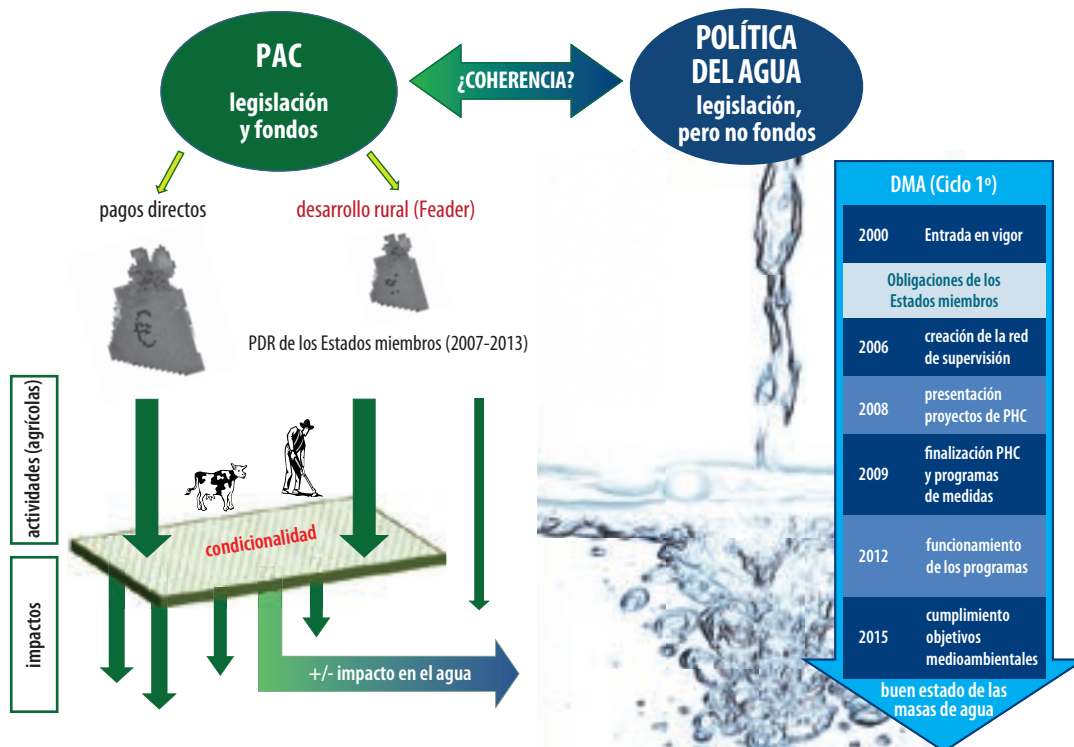 PAC
legislación
y fondos
¿COHERENCIA?
POLÍTICA
DEL AGUA
legislación,
pero no fondos
pagos directos
desarrollo rural (Feader)
€
PDR de los Estados miembros (2007-2013)
actividades (agrícolas)
condicionalidad
impactos
+/- impacto en el agua
DMA (Ciclo 1º)
2000 Entrada en vigor
Obligaciones de los
Estados miembros
2006 creación de la red
de supervisión
2008 presentación
proyectos de PHC
2009 finalización PHC
y programas
de medidas
2012 funcionamiento
de los programas
2015 cumplimiento
objetivos
medioambientales
buen estado de las
masas de agua